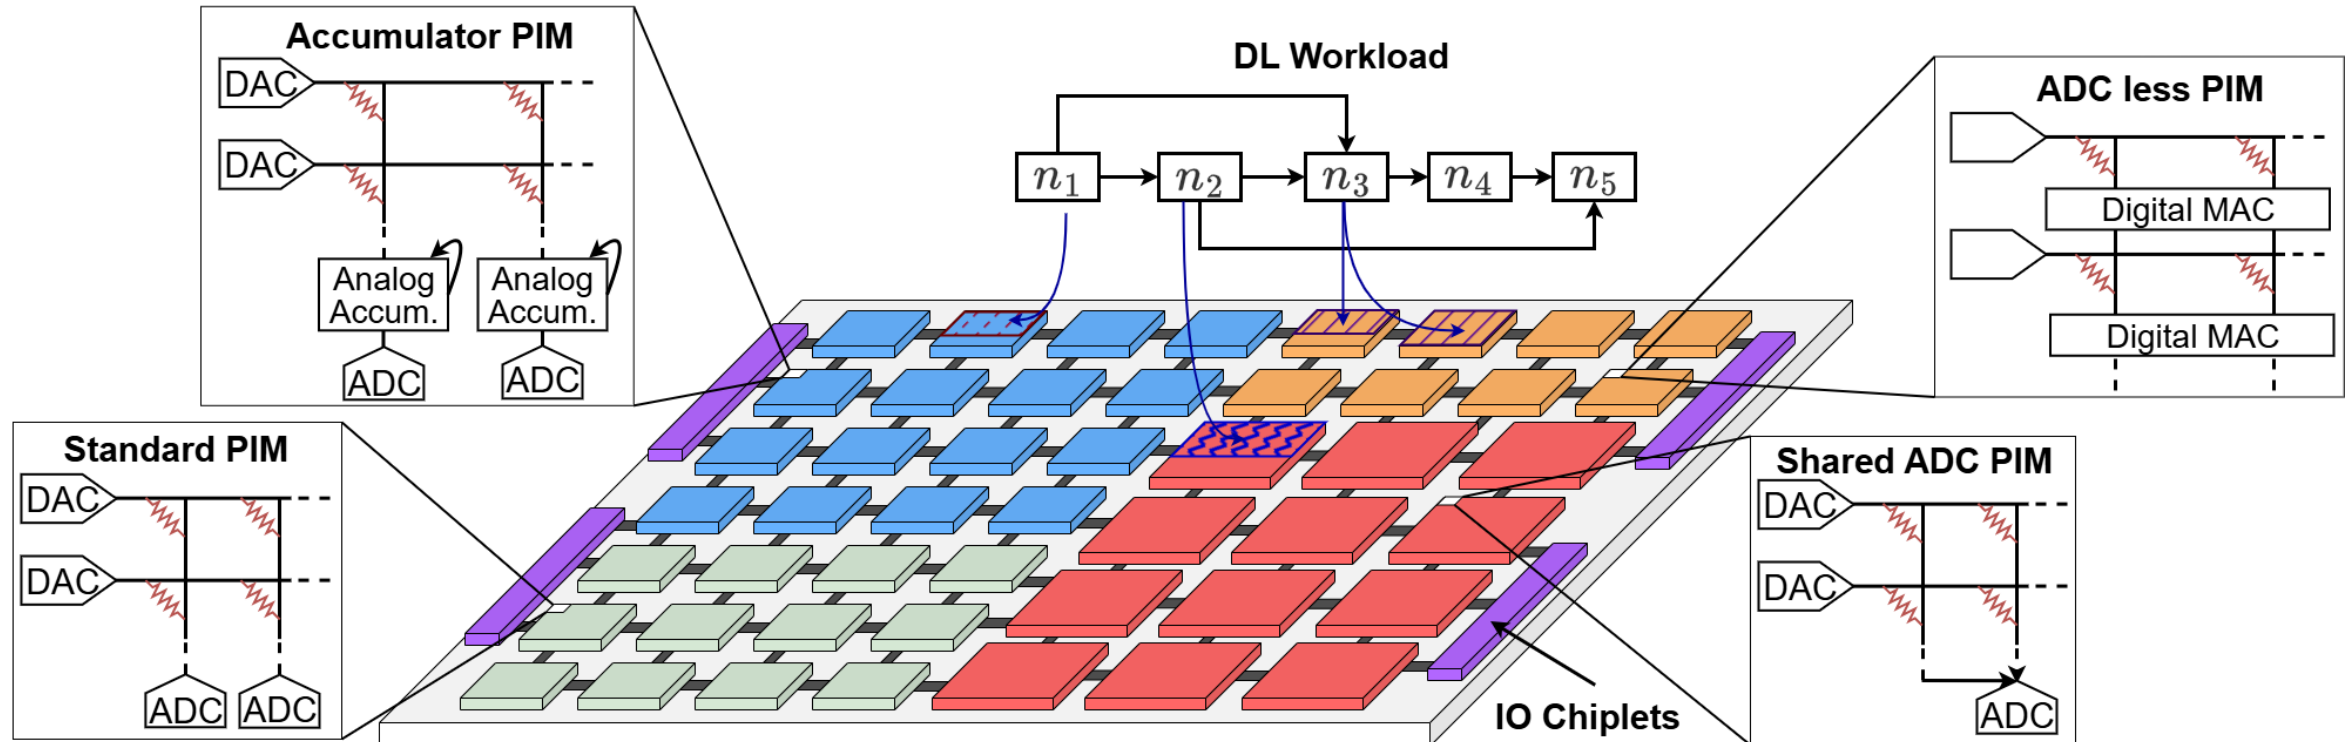 Accumulator PIM
DAC
DAC
Analog
Accum.
Analog
Accum.
ADC
ADC
Standard PIM
DAC
DAC
ADC
ADC
DL Workload
n₁
n₂
n₃
n₄
n₅
ADC less PIM
Digital MAC
Digital MAC
Shared ADC PIM
DAC
DAC
ADC
IO Chiplets